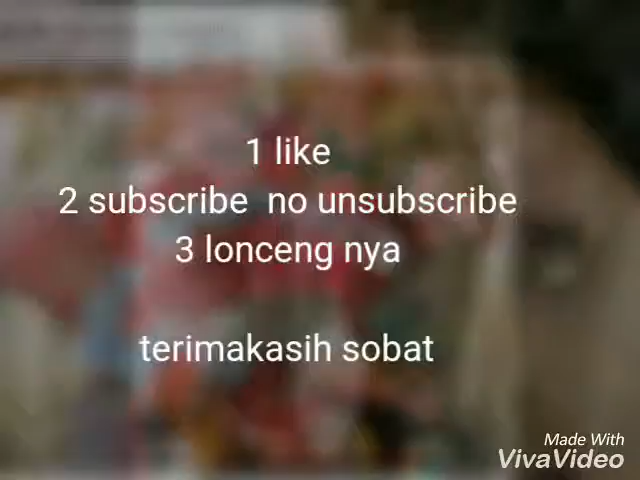 1 like
2 subscribe no unsubscribe
3 lonceng nya
terimakasih sobat
Made With
VivaVideo